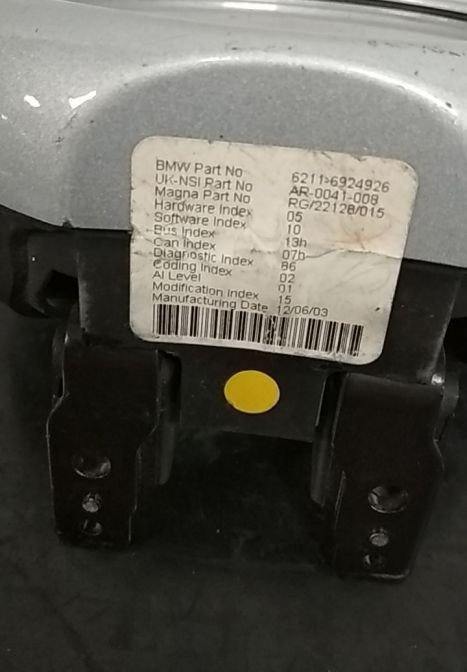 BMW Part No 6211-6924926
UK-NSI Part No AR-0041-008
Magna Part No RG/22128/015
Hardware Index 05
Software Index 10
Bus Index 13h
Can Index 07h
Diagnostic Index 86
Coding Index 02
AI Level 01
Modification Index 15
Manufacturing Date 12/06/03